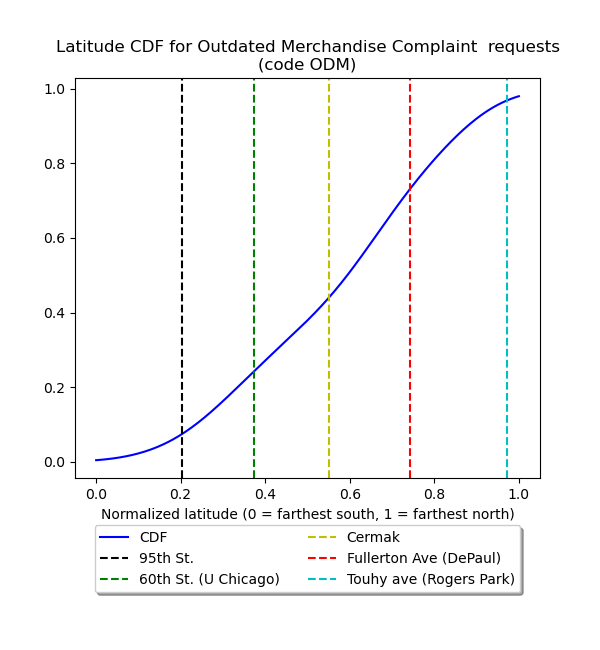 Latitude CDF for Outdated Merchandise Complaint  requests
(code ODM)
1.0
0.8
0.6
0.4
0.2
0.0
0.0 0.2 0.4 0.6 0.8 1.0
Normalized latitude (0 = farthest south, 1 = farthest north)
CDF
95th St.
60th St. (U Chicago)
Cermak
Fullerton Ave (DePaul)
Touhy ave (Rogers Park)